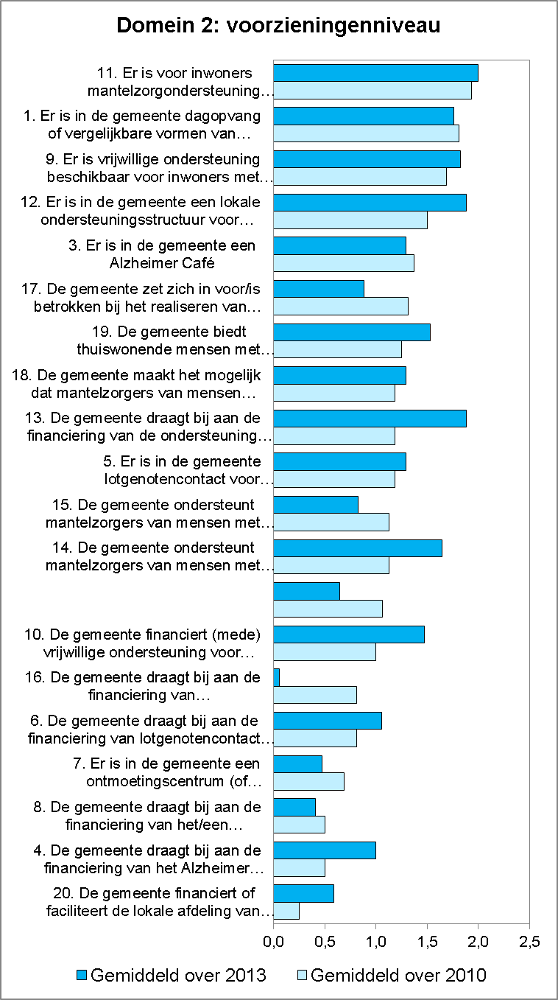 Domein 2: voorzieningenniveau
11. Er is voor inwoners
mantelzorgondersteuning…
1. Er is in de gemeente dagopvang
of vergelijkbare vormen van…
9. Er is vrijwillige ondersteuning
beschikbaar voor inwoners met…
12. Er is in de gemeente een lokale
ondersteuningsstructuur voor…
3. Er is in de gemeente een
Alzheimer Café
17. De gemeente zet zich in voor/is
betrokken bij het realiseren van…
19. De gemeente biedt
thuiswonende mensen met…
18. De gemeente maakt het mogelijk
dat mantelzorgers van mensen…
13. De gemeente draagt bij aan de
financiering van de ondersteuning…
5. Er is in de gemeente
lotgenotencontact voor…
15. De gemeente ondersteunt
mantelzorgers van mensen met…
14. De gemeente ondersteunt
mantelzorgers van mensen met…
10. De gemeente financiert (mede)
vrijwillige ondersteuning voor…
16. De gemeente draagt bij aan de
financiering van…
6. De gemeente draagt bij aan de
financiering van lotgenotencontact…
7. Er is in de gemeente een
ontmoetingscentrum (of…
8. De gemeente draagt bij aan de
financiering van het/een…
4. De gemeente draagt bij aan de
financiering van het Alzheimer…
20. De gemeente financiert of
faciliteert de lokale afdeling van…
0,0 0,5 1,0 1,5 2,0 2,5
Gemiddeld over 2013 Gemiddeld over 2010